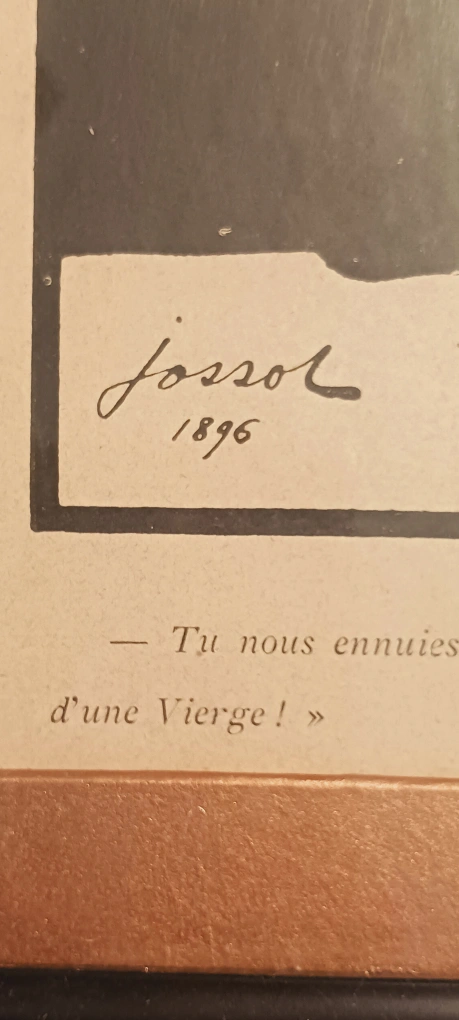 jossot
1896
— Tu nous ennuies
d'une Vierge ! »